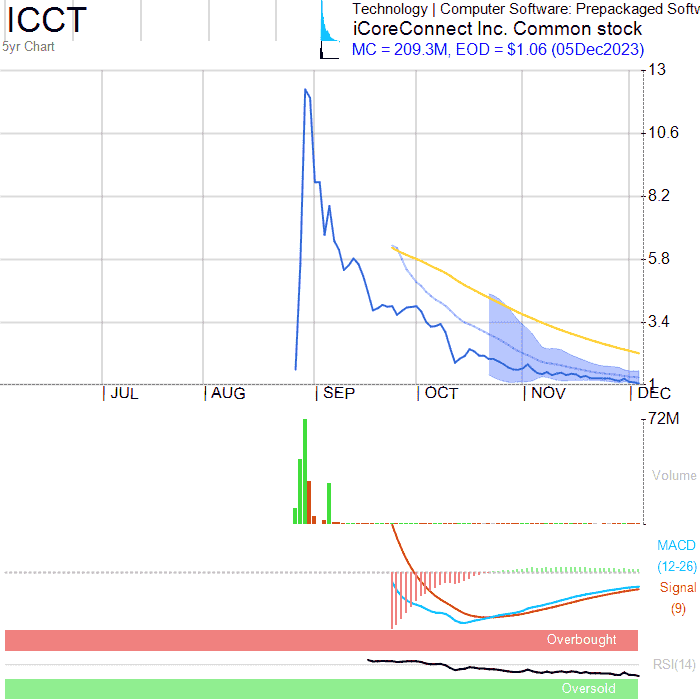 ICCT
5yr Chart
Technology | Computer Software: Prepackaged Softw
iCoreConnect Inc. Common stock
MC = 209.3M, EOD = $1.06 (05Dec2023)
13
10.6
8.2
5.8
3.4
1
JUL AUG SEP OCT NOV DEC
72M
Volume
MACD
(12-26)
Signal
(9)
Overbought
RSI(14)
Oversold